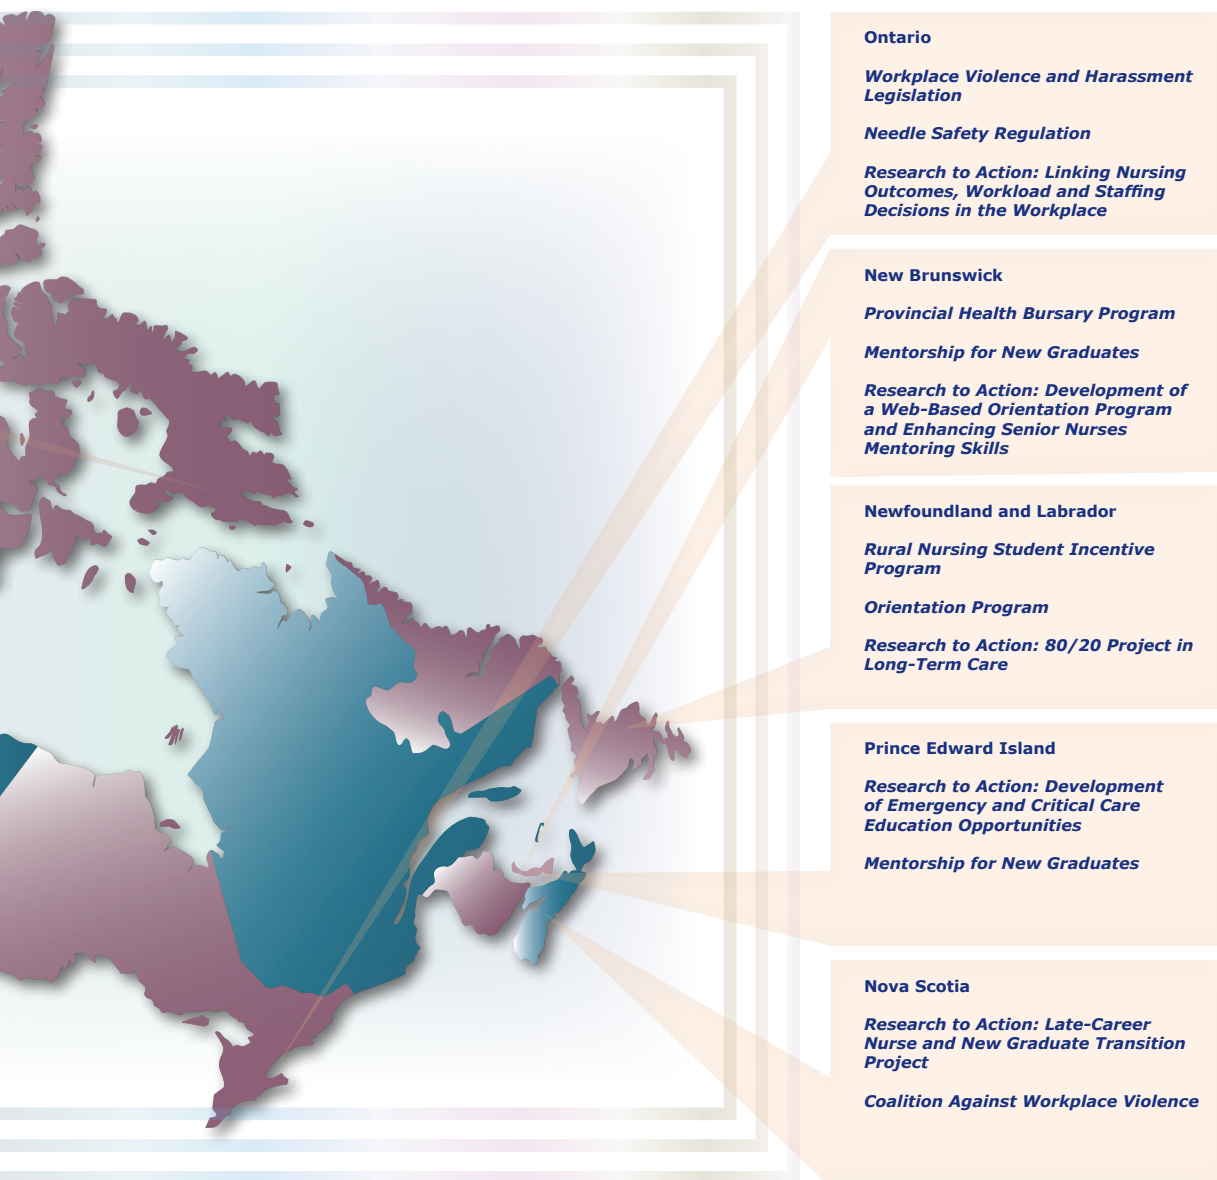 Ontario
Workplace Violence and Harassment
Legislation
Needle Safety Regulation
Research to Action: Linking Nursing
Outcomes, Workload and Staffing
Decisions in the Workplace
New Brunswick
Provincial Health Bursary Program
Mentorship for New Graduates
Research to Action: Development of
a Web-Based Orientation Program
and Enhancing Senior Nurses
Mentoring Skills
Newfoundland and Labrador
Rural Nursing Student Incentive
Program
Orientation Program
Research to Action: 80/20 Project in
Long-Term Care
Prince Edward Island
Research to Action: Development
of Emergency and Critical Care
Education Opportunities
Mentorship for New Graduates
Nova Scotia
Research to Action: Late-Career
Nurse and New Graduate Transition
Project
Coalition Against Workplace Violence